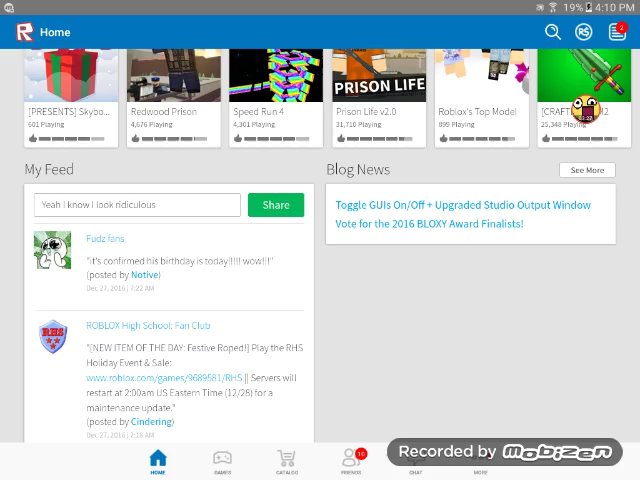 19% 4:10 PM
Home
2
PRISON LIFE
[PRESENTS] Skybo...
601 Playing
Redwood Prison
4,676 Playing
Speed Run 4
4,301 Playing
Prison Life v2.0
31,710 Playing
Roblox's Top Model
899 Playing
[CRAFT
25,348 Playing
03:22
My Feed
Blog News
See More
Yeah I know I look ridiculous
Share
Toggle GUIs On/Off + Upgraded Studio Output Window
Vote for the 2016 BLOXY Award Finalists!
Fudz fans
"it's confirmed his birthday is today!!!!! wow!!!"
(posted by Notive)
Dec 27, 2016 | 7:22 AM
RHS
ROBLOX High School: Fan Club
"[NEW ITEM OF THE DAY: Festive Roped!] Play the RHS
Holiday Event & Sale:
www.roblox.com/games/9689581/RHS || Servers will
restart at 2:00am US Eastern Time (12/28) for a
maintenance update."
(posted by Cindering)
Dec 27, 2016 | 2:18 AM
HOME
GAMES
CATALOG
10
FRIENDS
CHAT
MORE
Recorded by Mobizen